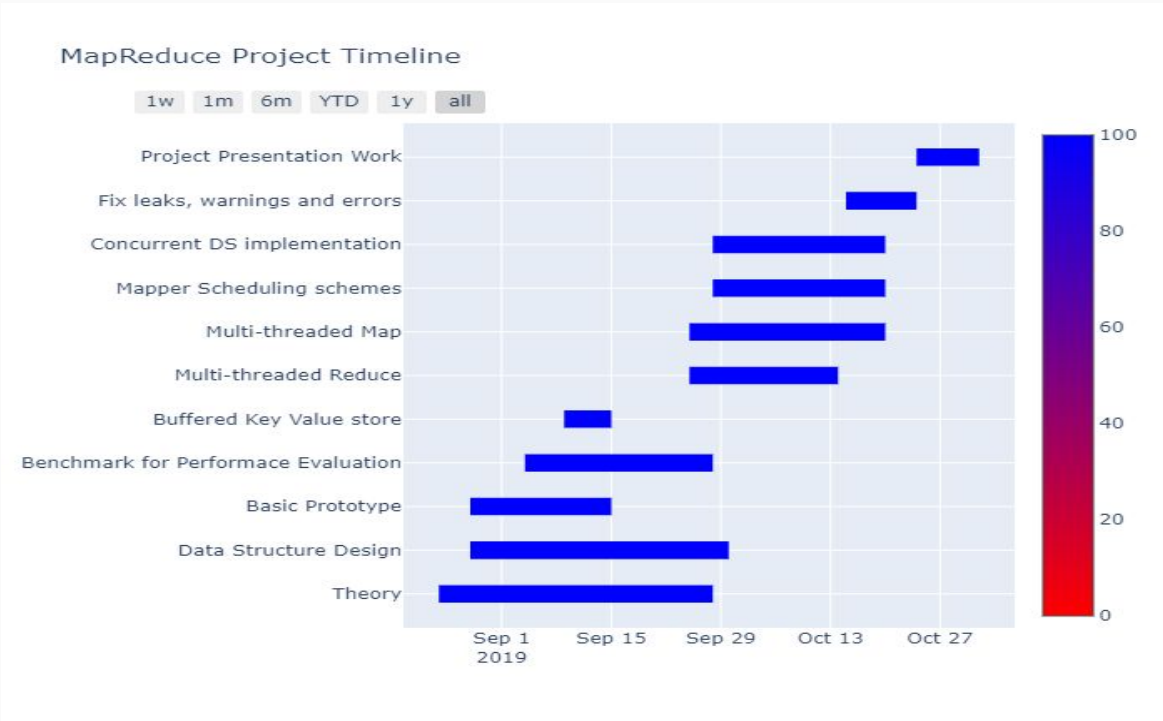 MapReduce Project Timeline
1w 1m 6m YTD 1y all
Project Presentation Work
Fix leaks, warnings and errors
Concurrent DS implementation
Mapper Scheduling schemes
Multi-threaded Map
Multi-threaded Reduce
Buffered Key Value store
Benchmark for Performace Evaluation
Basic Prototype
Data Structure Design
Theory
Sep 1 Sep 15 Sep 29 Oct 13 Oct 27
2019
100
80
60
40
20
0